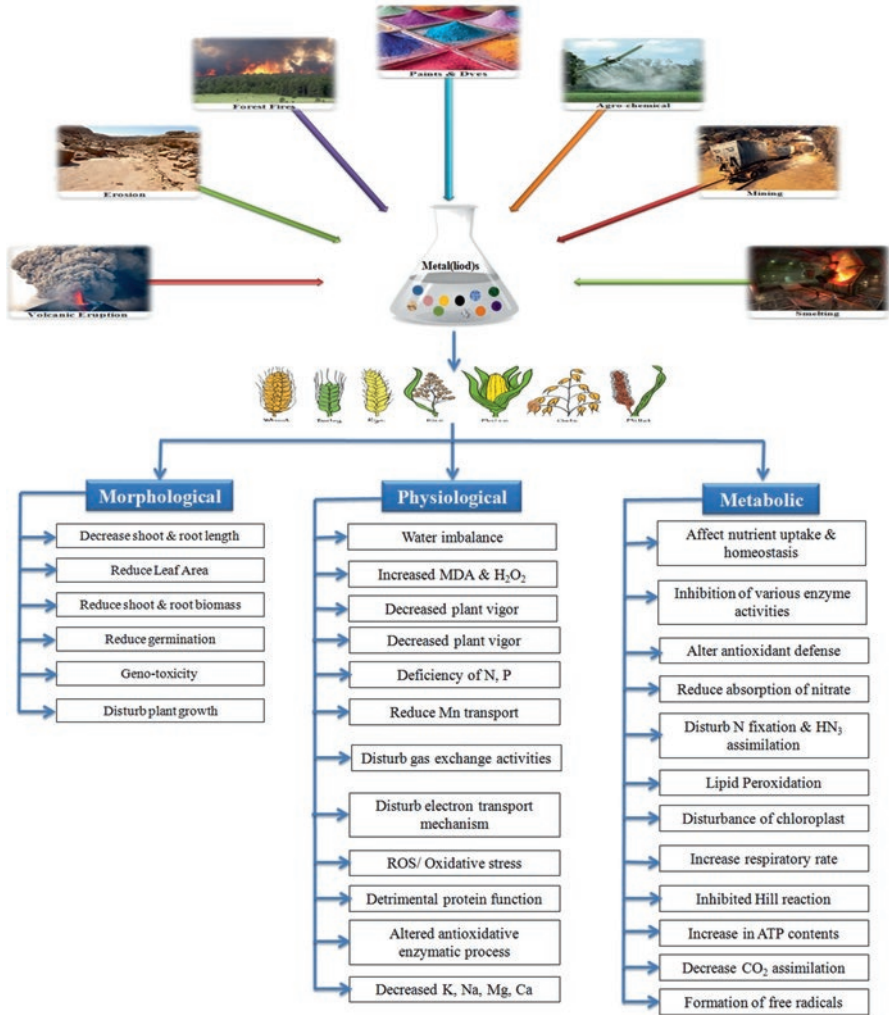 Paints & Dyes
Forest Fires
Agro-chemical
Erosion
Mining
Volcanic Eruption
Smelting
Metal(liod)s
Wheat
Rye
Rice
Maize
Oats
Millet
Morphological
Decrease shoot & root length
Reduce Leaf Area
Reduce shoot & root biomass
Reduce germination
Geno-toxicity
Disturb plant growth
Physiological
Water imbalance
Increased MDA & H₂O₂
Decreased plant vigor
Decreased plant vigor
Deficiency of N, P
Reduce Mn transport
Disturb gas exchange activities
Disturb electron transport
mechanism
ROS/ Oxidative stress
Detrimental protein function
Altered antioxidative
enzymatic process
Decreased K, Na, Mg, Ca
Metabolic
Affect nutrient uptake &
homeostasis
Inhibition of various enzyme
activities
Alter antioxidant defense
Reduce absorption of nitrate
Disturb N fixation & HN₃
assimilation
Lipid Peroxidation
Disturbance of chloroplast
Increase respiratory rate
Inhibited Hill reaction
Increase in ATP contents
Decrease CO₂ assimilation
Formation of free radicals